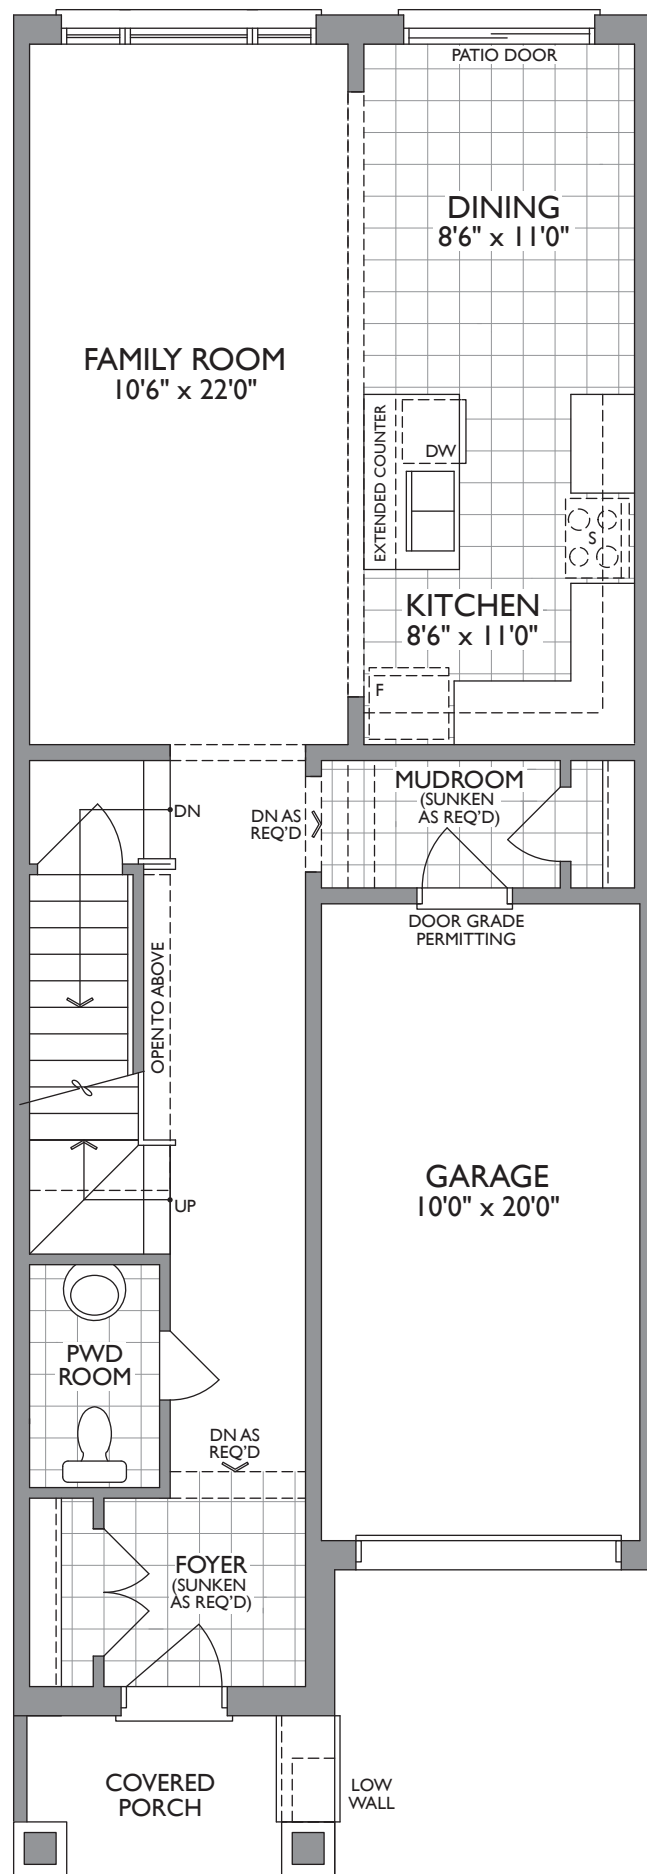 PATIO DOOR
DINING
8'6" x 11'0"
FAMILY ROOM
10'6" x 22'0"
EXTENDED COUNTER
DW
S
KITCHEN
8'6" x 11'0"
F
MUDROOM
(SUNKEN
AS REQ'D)
DN
DN AS
REQ'D
DOOR GRADE
PERMITTING
OPEN TO ABOVE
GARAGE
10'0" x 20'0"
UP
PWD
ROOM
DN AS
REQ'D
FOYER
(SUNKEN
AS REQ'D)
COVERED
PORCH
LOW
WALL